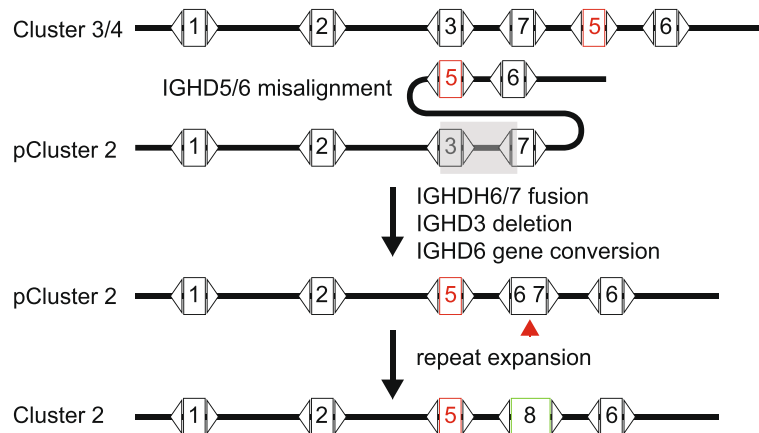 Cluster 3/4 1 2 3 7 5 6
5 6
IGHD5/6 misalignment
pCluster 2 1 2 3 7
IGHDH6/7 fusion
IGHD3 deletion
IGHD6 gene conversion
pCluster 2 1 2 5 6 7 6
repeat expansion
Cluster 2 1 2 5 8 6